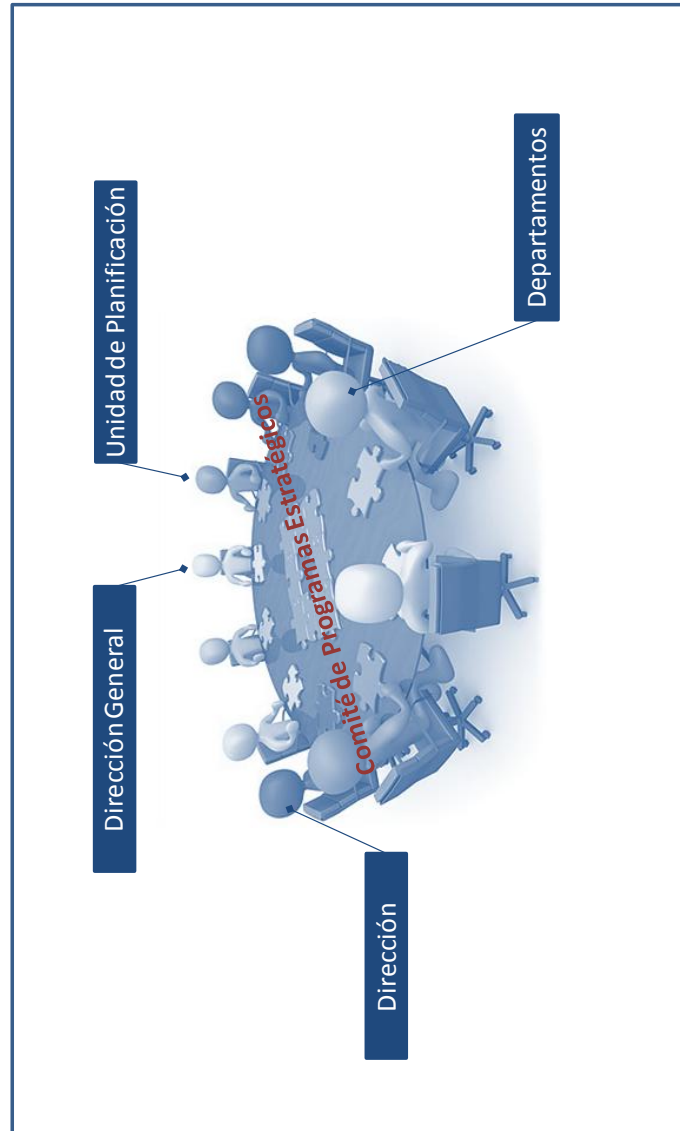 Dirección General
Unidad de Planificación
Comité de Programas Estratégicos
Dirección
Departamentos